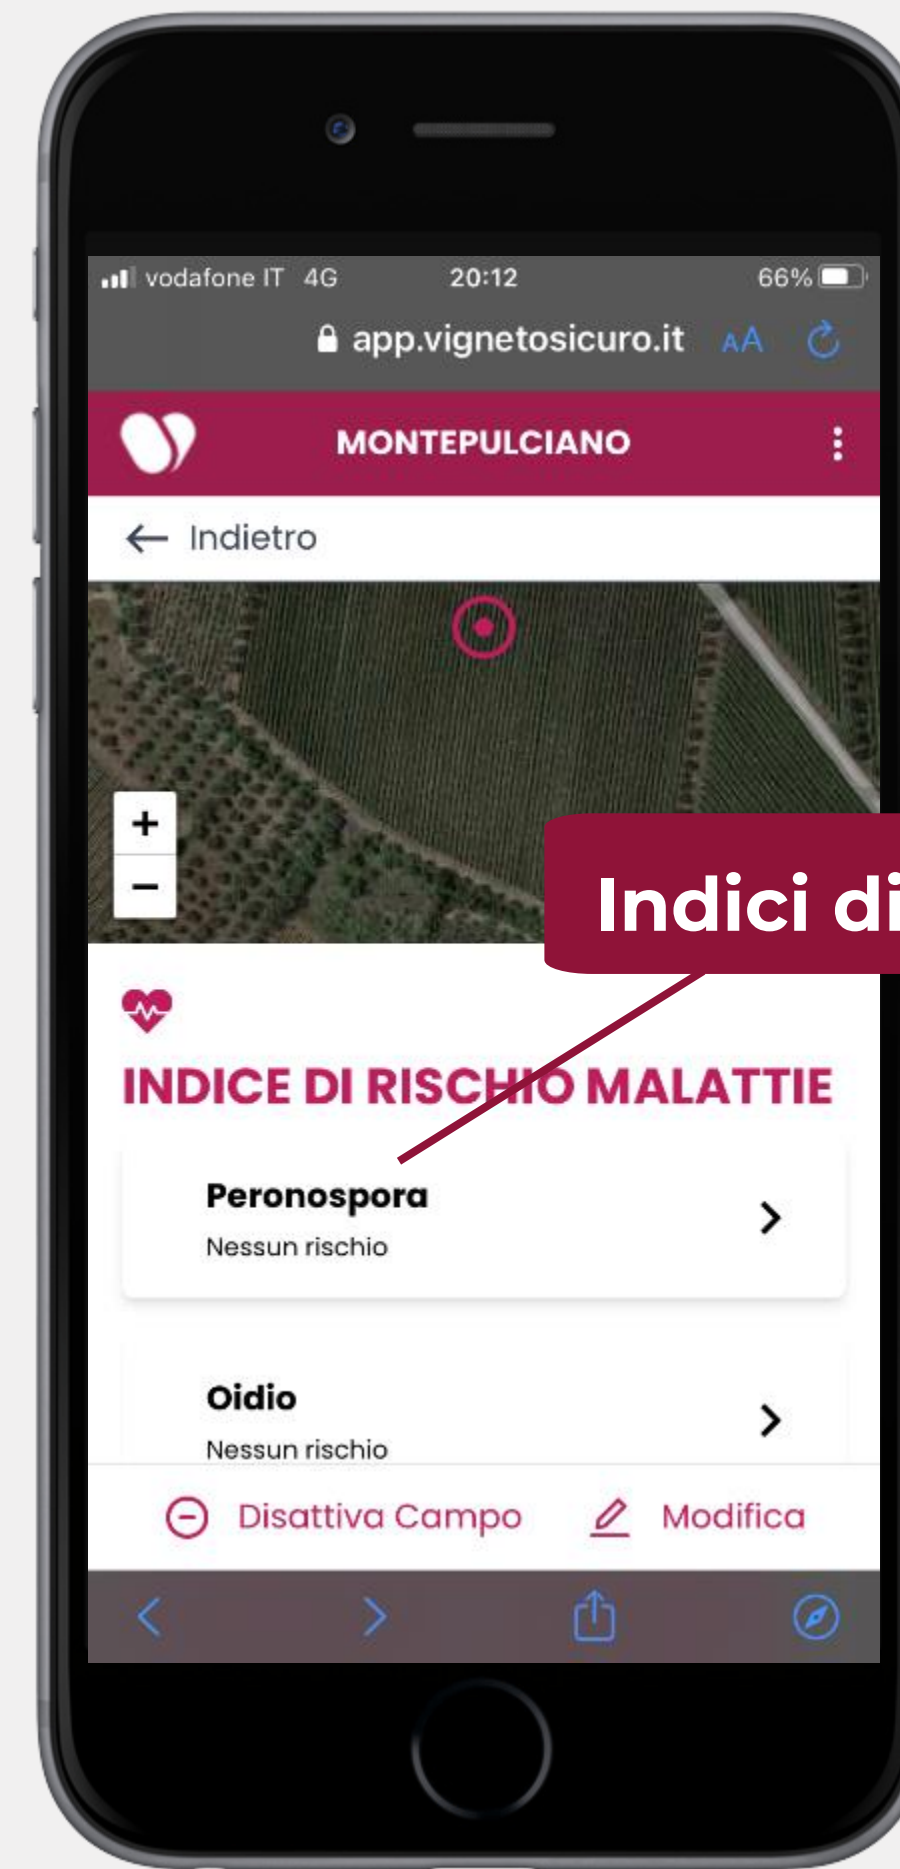 vodafone IT 4G 20:12 66%
app.vignetosicuro.it AA
MONTEPULCIANO
← Indietro
+
−
Indici di
INDICE DI RISCHIO MALATTIE
Peronospora
Nessun rischio
Oidio
Nessun rischio
Disattiva Campo Modifica